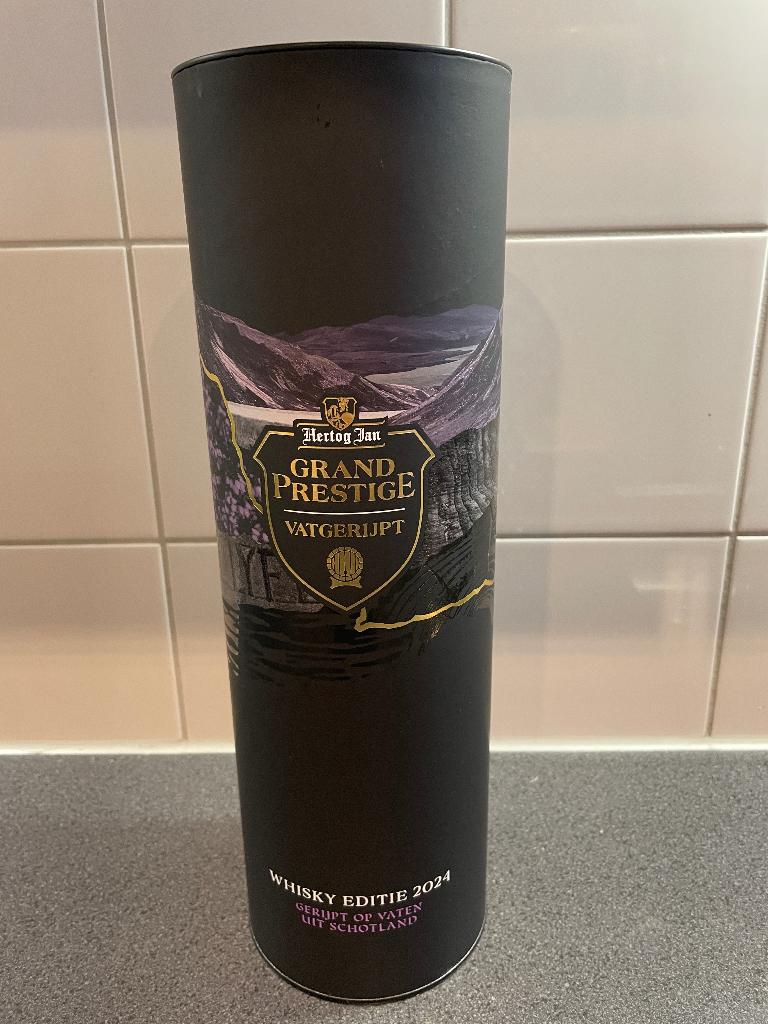 Hertog Jan
GRAND
PRESTIGE
VATGERIJPT
WHISKY EDITIE 2024
GERIJPT OP VATEN
UIT SCHOTLAND